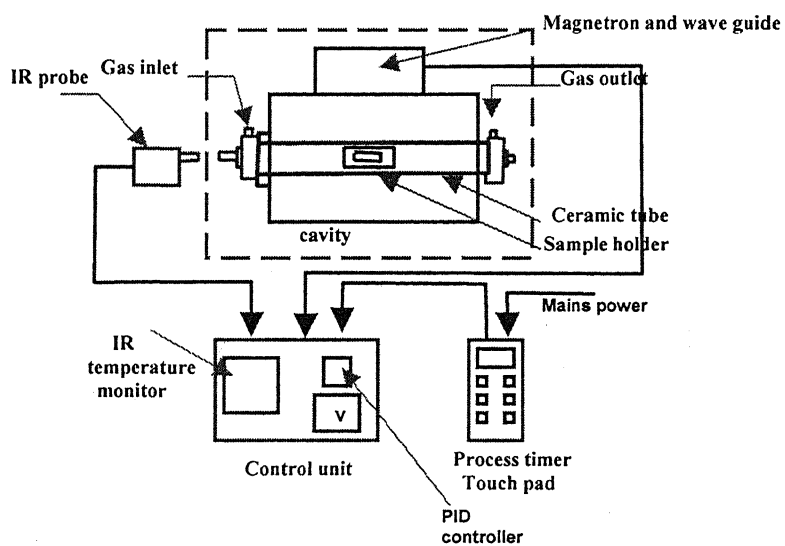 Magnetron and wave guide
Gas inlet
IR probe
Gas outlet
Ceramic tube
Sample holder
cavity
Mains power
IR
temperature
monitor
V
Control unit
Process timer
Touch pad
PID
controller